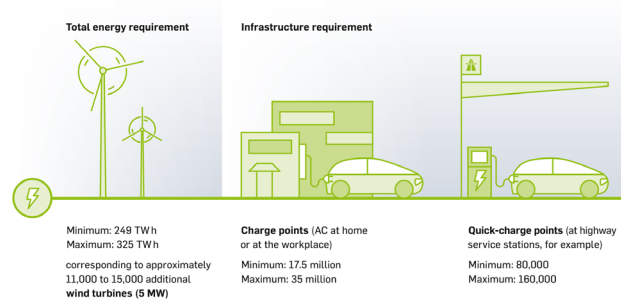 Total energy requirement
Infrastructure requirement
Minimum: 249 TW h
Maximum: 325 TW h
corresponding to approximately
11,000 to 15,000 additional
wind turbines (5 MW)
Charge points (AC at home
or at the workplace)
Minimum: 17.5 million
Maximum: 35 million
Quick-charge points (at highway
service stations, for example)
Minimum: 80,000
Maximum: 160,000